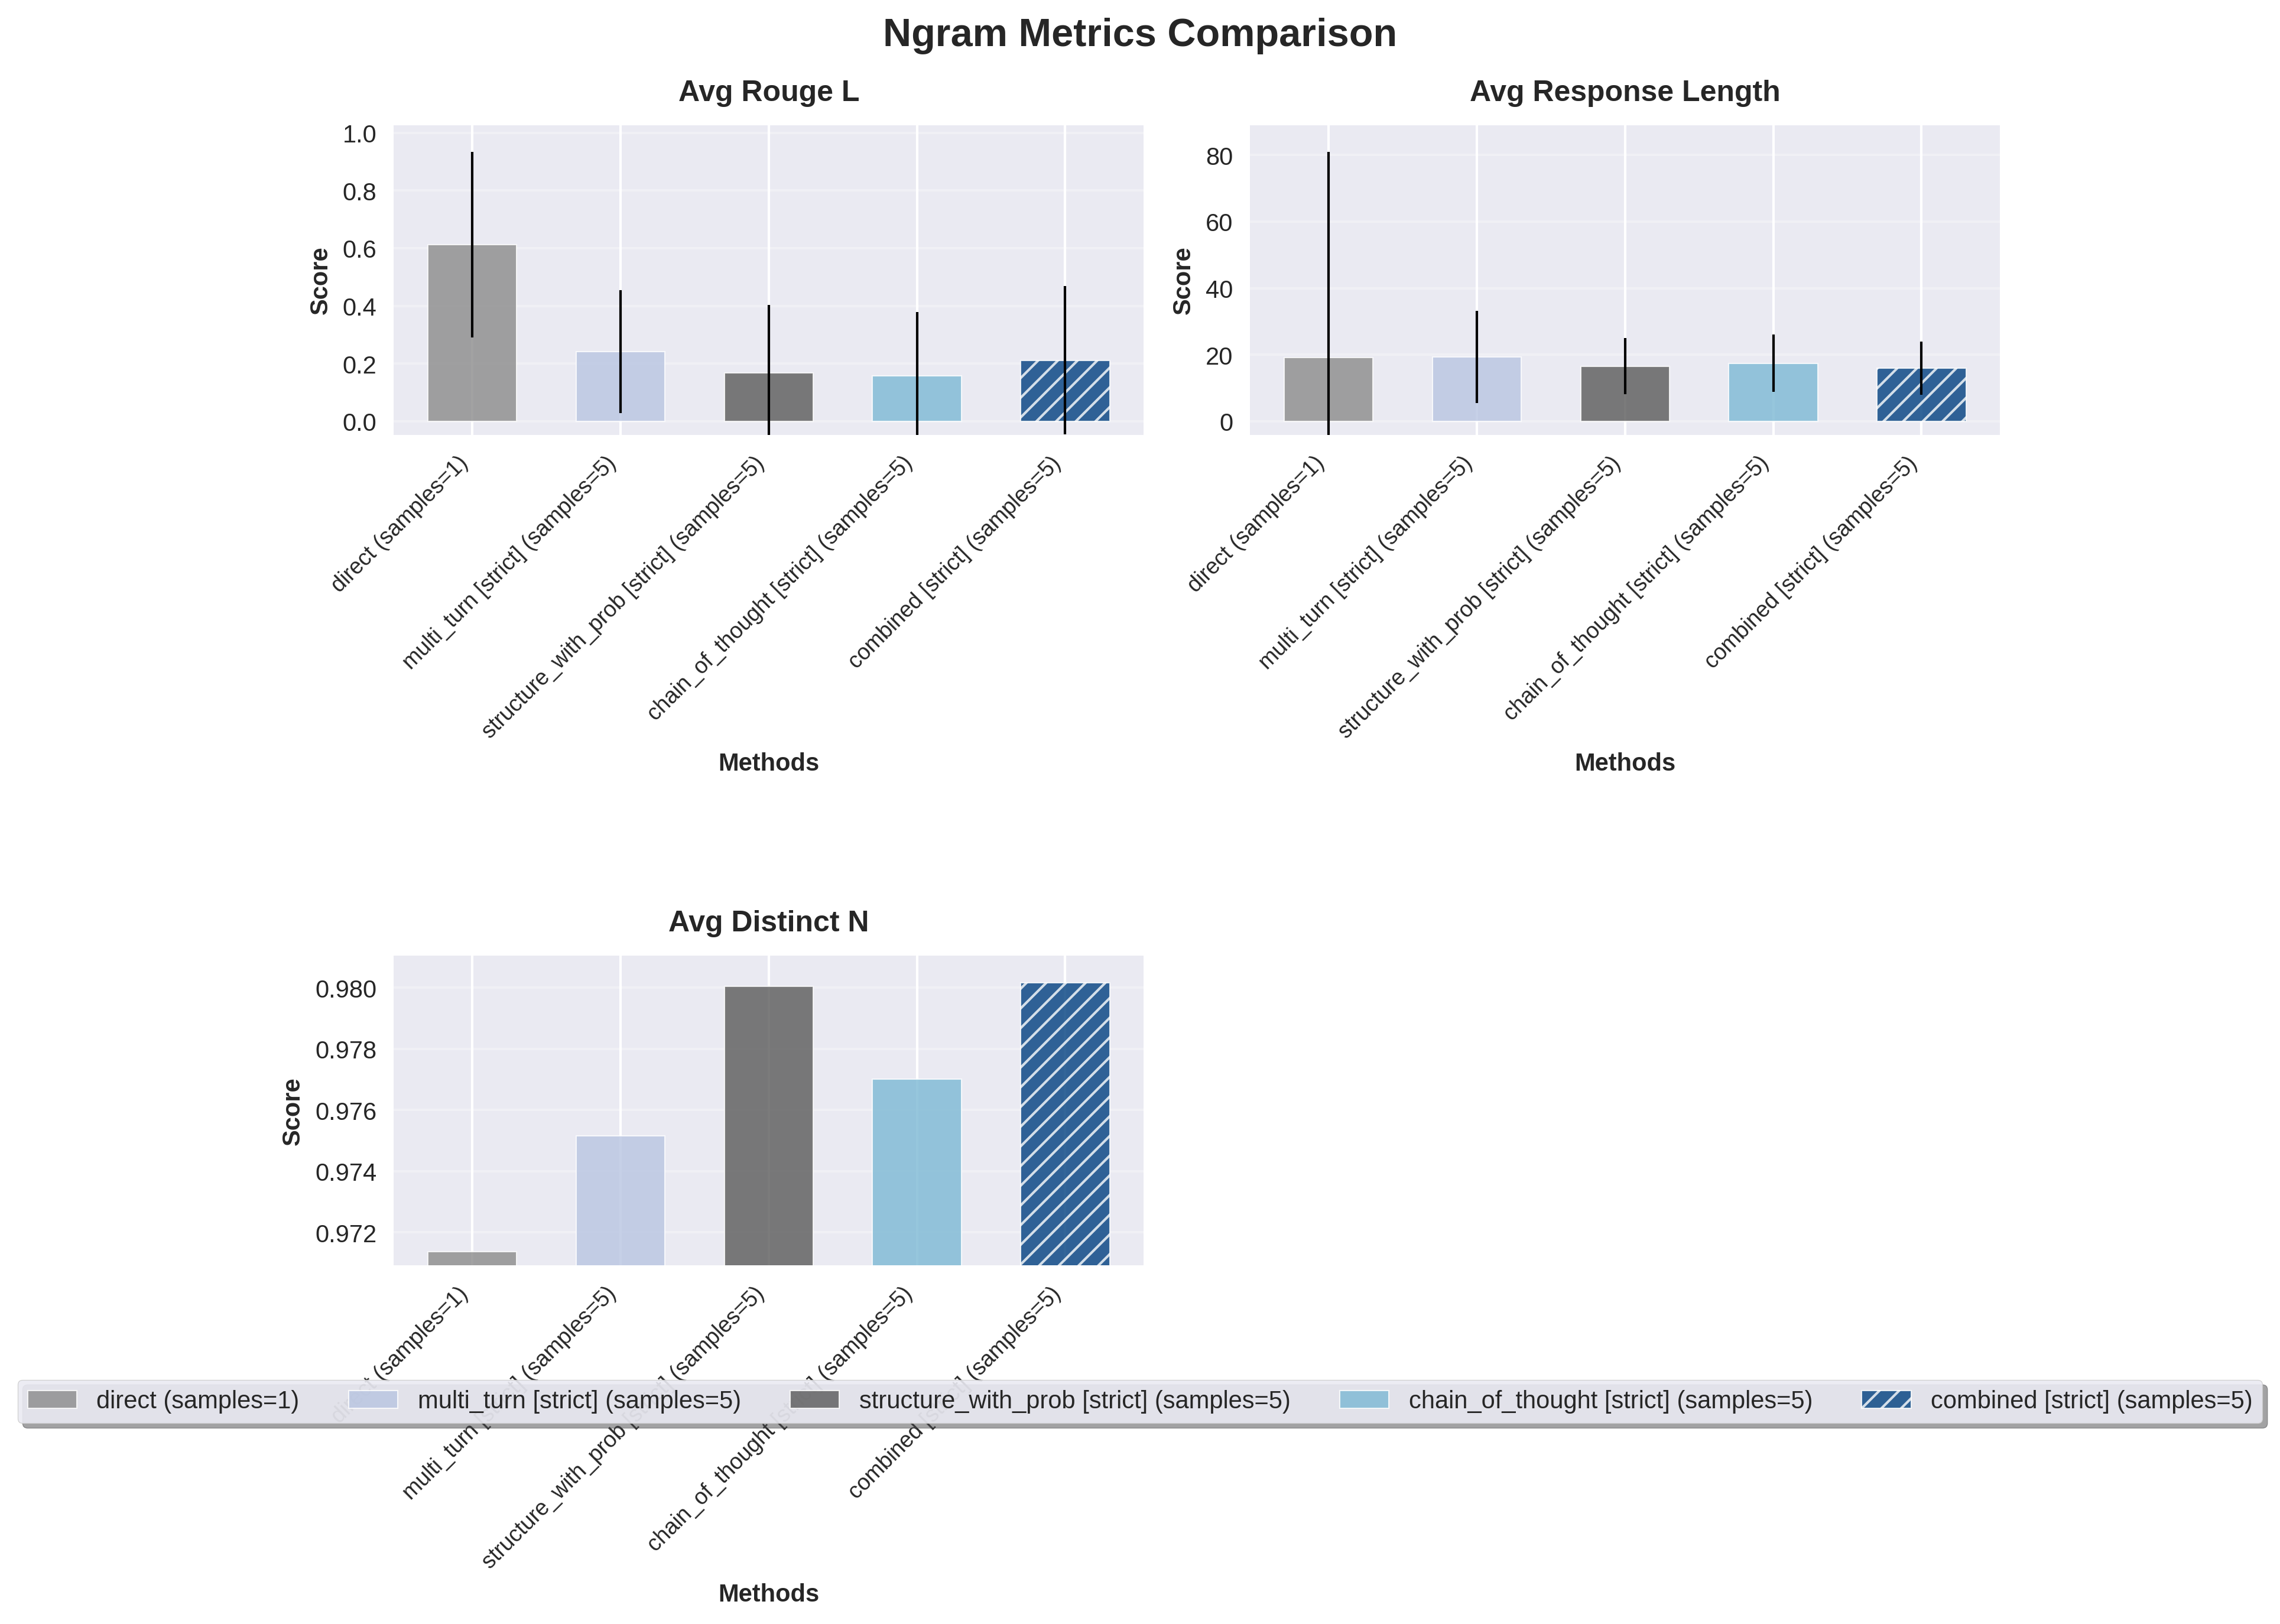 Ngram Metrics Comparison
Avg Rouge L
Score
1.0
0.8
0.6
0.4
0.2
0.0
direct (samples=1)
multi_turn [strict] (samples=5)
structure_with_prob [strict] (samples=5)
chain_of_thought [strict] (samples=5)
combined [strict] (samples=5)
Methods
Avg Response Length
Score
80
60
40
20
0
direct (samples=1)
multi_turn [strict] (samples=5)
structure_with_prob [strict] (samples=5)
chain_of_thought [strict] (samples=5)
combined [strict] (samples=5)
Methods
Avg Distinct N
Score
0.980
0.978
0.976
0.974
0.972
direct (samples=1)
multi_turn [strict] (samples=5)
structure_with_prob [strict] (samples=5)
chain_of_thought [strict] (samples=5)
combined [strict] (samples=5)
Methods
direct (samples=1)
multi_turn [strict] (samples=5)
structure_with_prob [strict] (samples=5)
chain_of_thought [strict] (samples=5)
combined [strict] (samples=5)